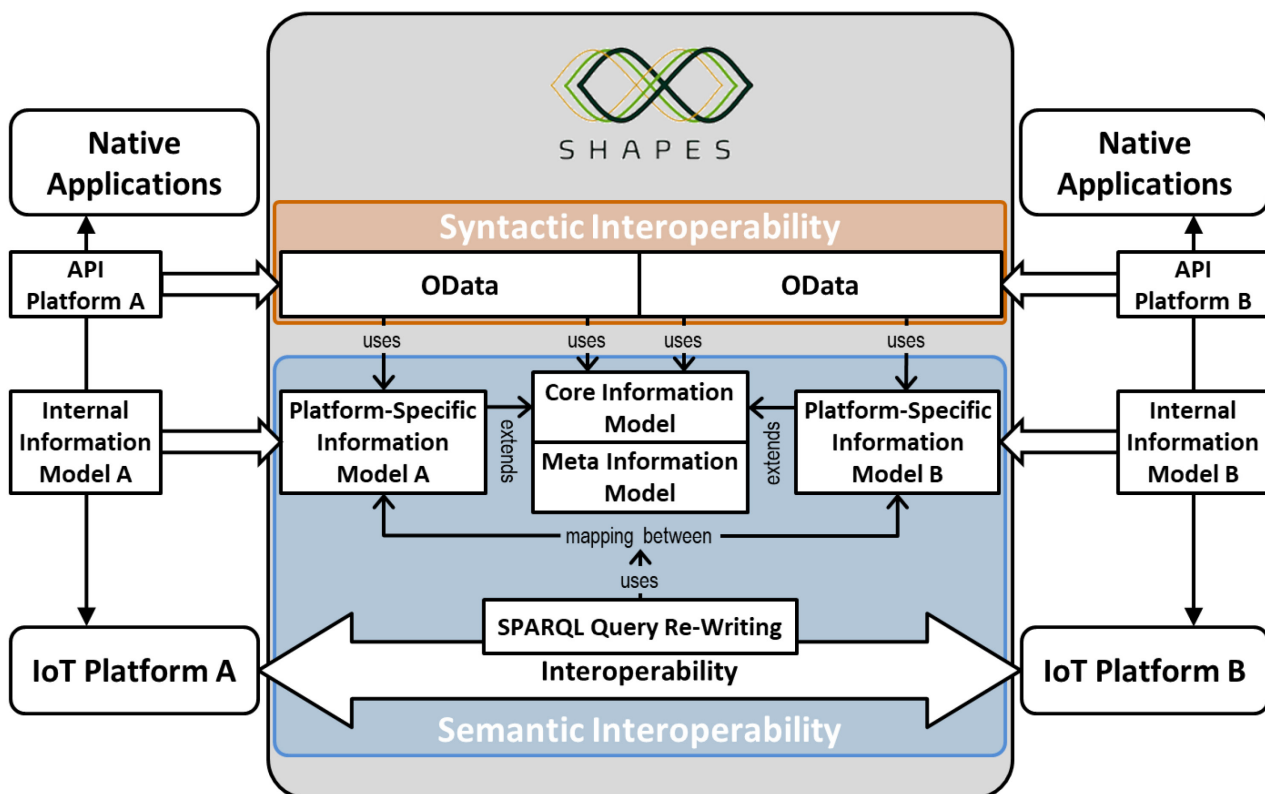 SHAPES
Native
Applications
Native
Applications
Syntactic Interoperability
API
Platform A
OData
OData
API
Platform B
uses
uses
uses
uses
Internal
Information
Model A
Platform-Specific
Information
Model A
extends
Core Information
Model
Meta Information
Model
extends
Platform-Specific
Information
Model B
Internal
Information
Model B
mapping between
uses
SPARQL Query Re-Writing
IoT Platform A
Interoperability
IoT Platform B
Semantic Interoperability